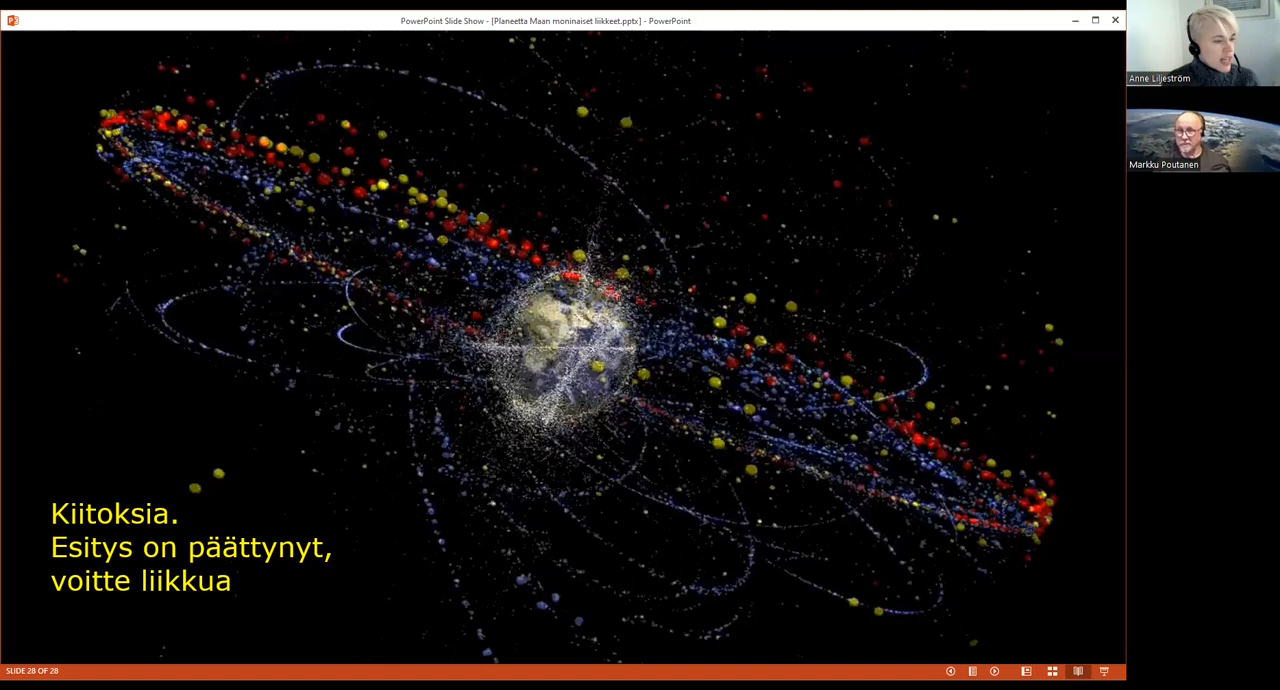 PowerPoint Slide Show - [Planeetta Maan moninaiset liikkeet.pptx] - PowerPoint
Anne Liljeström
Markku Poutanen
Kiitoksia.
Esitys on päättynyt,
voitte liikkua
SLIDE 28 OF 28